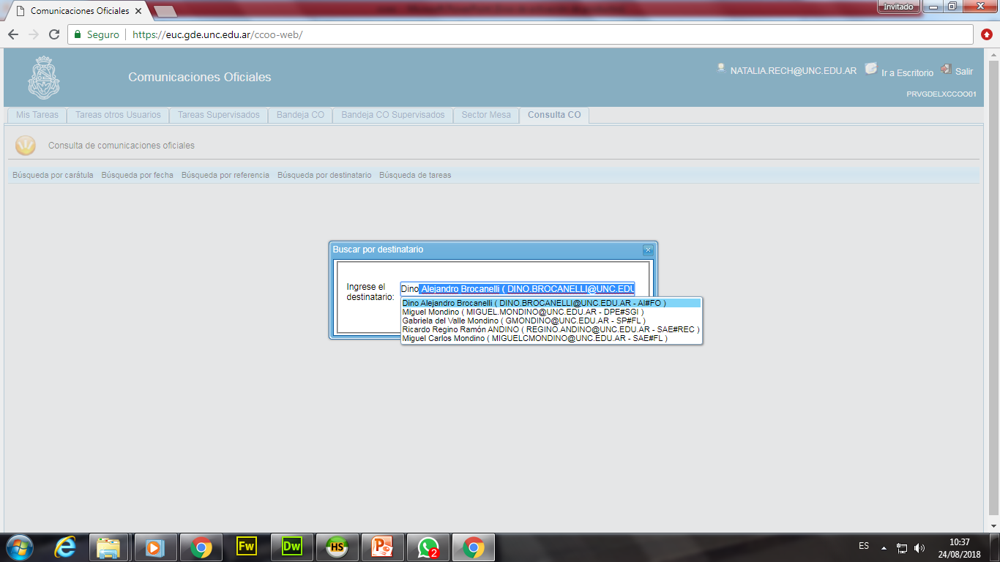 Comunicaciones Oficiales
Invitado
Seguro
https://euc.gde.unc.edu.ar/ccoo-web/
Comunicaciones Oficiales
NATALIA.RECH@UNC.EDU.AR
Ir a Escritorio
Salir
PRVGDELXCCOO01
Mis Tareas
Tareas otros Usuarios
Tareas Supervisados
Bandeja CO
Bandeja CO Supervisados
Sector Mesa
Consulta CO
Consulta de comunicaciones oficiales
Búsqueda por carátula
Búsqueda por fecha
Búsqueda por referencia
Búsqueda por destinatario
Búsqueda de tareas
Buscar por destinatario
Ingrese el
destinatario:
Dino Alejandro Brocanelli ( DINO.BROCANELLI@UNC.EDU
Dino Alejandro Brocanelli ( DINO.BROCANELLI@UNC.EDU.AR - AI#FO )
Miguel Mondino ( MIGUEL.MONDINO@UNC.EDU.AR - DPE#SGI )
Gabriela del Valle Mondino ( GMONDINO@UNC.EDU.AR - SP#FL )
Ricardo Regino Ramón ANDINO ( REGINO.ANDINO@UNC.EDU.AR - SAE#REC )
Miguel Carlos Mondino ( MIGUELCMONDINO@UNC.EDU.AR - SAE#FL )
Fw
Dw
HS
P
2
ES
10:37
24/08/2018